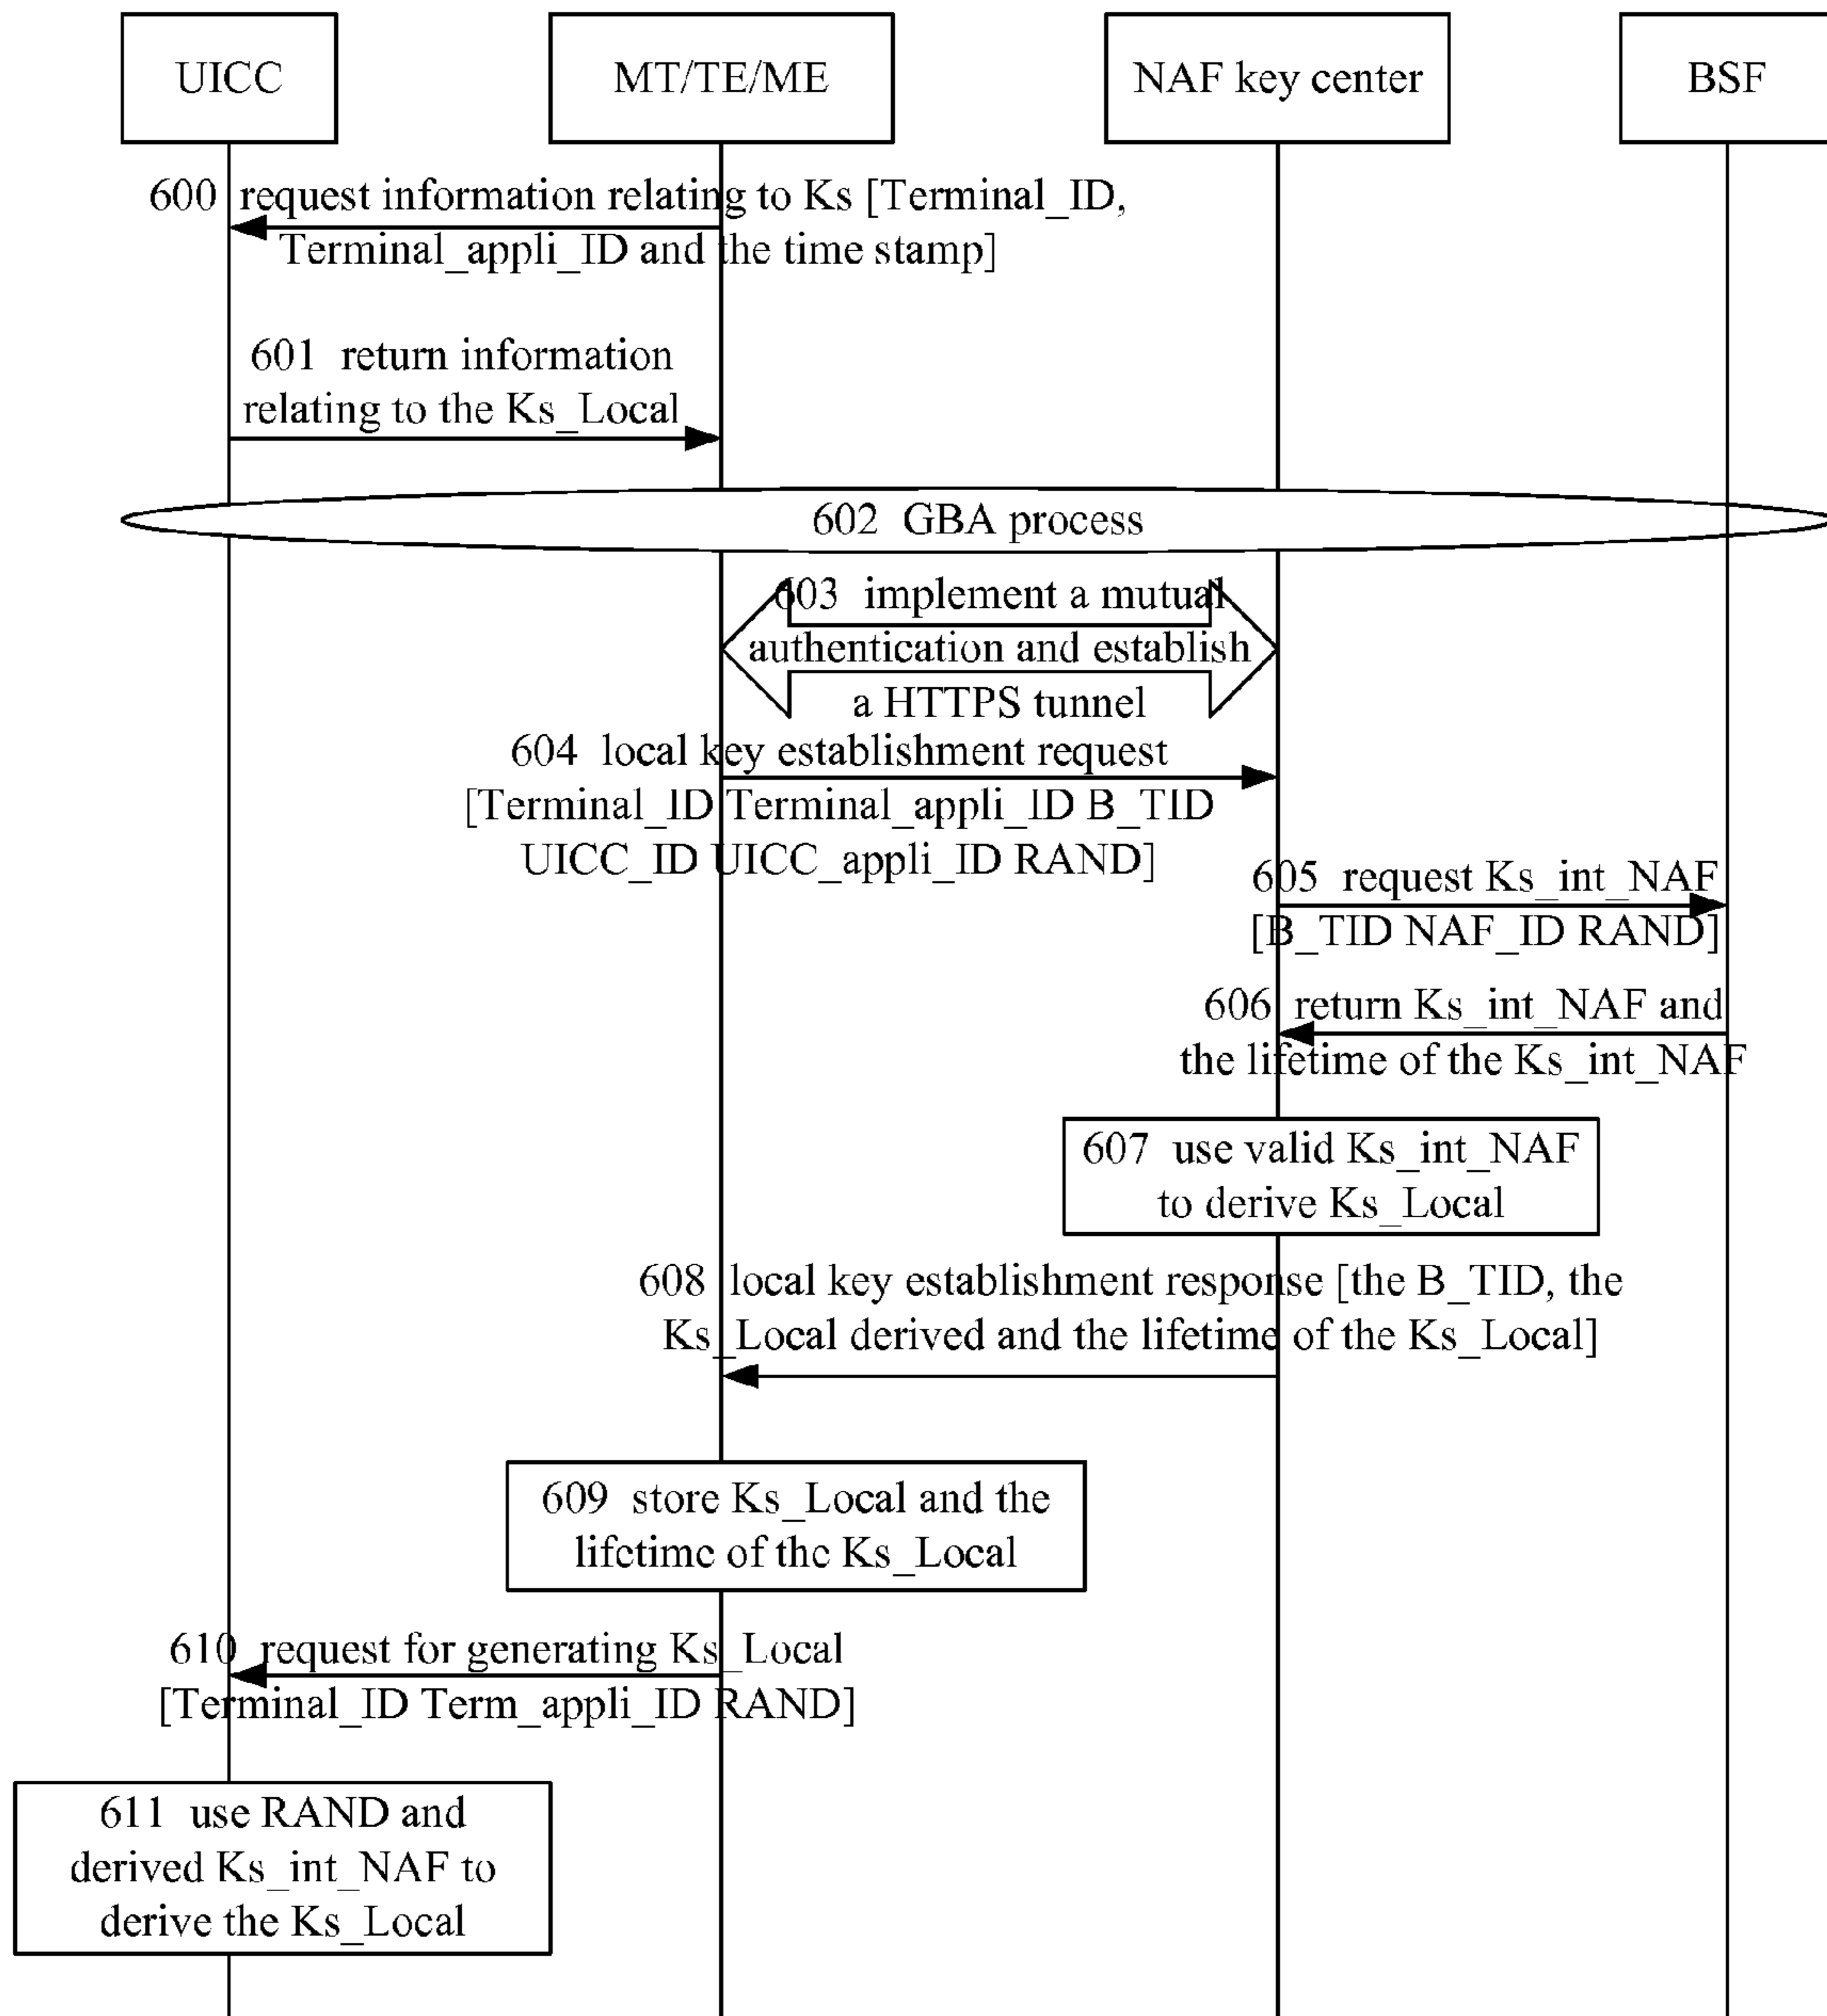 UICC
MT/TE/ME
NAF key center
BSF
600 request information relating to Ks [Terminal_ID,
Terminal_appli_ID and the time stamp]
601 return information
relating to the Ks_Local
602 GBA process
603 implement a mutual
authentication and establish
a HTTPS tunnel
604 local key establishment request
[Terminal_ID Terminal_appli_ID B_TID
UICC_ID UICC_appli_ID RAND]
605 request Ks_int_NAF
[B_TID NAF_ID RAND]
606 return Ks_int_NAF and
the lifetime of the Ks_int_NAF
607 use valid Ks_int_NAF
to derive Ks_Local
608 local key establishment response [the B_TID, the
Ks_Local derived and the lifetime of the Ks_Local]
609 store Ks_Local and the
lifetime of the Ks_Local
610 request for generating Ks_Local
[Terminal_ID Term_appli_ID RAND]
611 use RAND and
derived Ks_int_NAF to
derive the Ks_Local